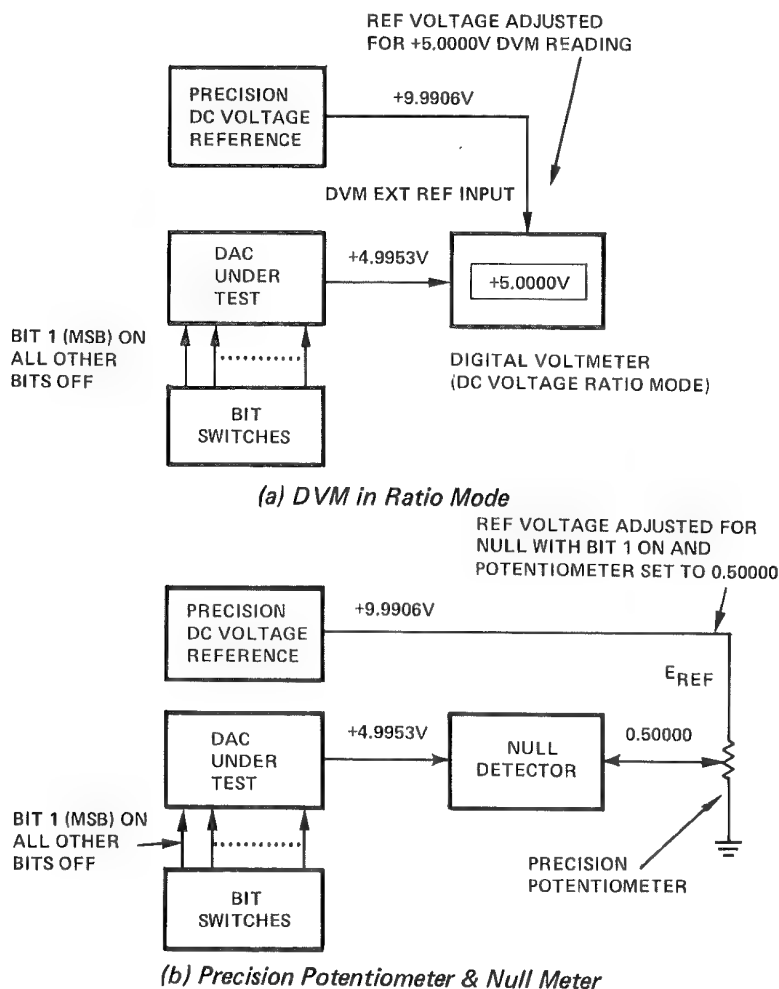 REF VOLTAGE ADJUSTED
FOR +5.0000V DVM READING
PRECISION
DC VOLTAGE
REFERENCE
+9.9906V
DVM EXT REF INPUT
DAC
UNDER
TEST
+4.9953V
+5.0000V
BIT 1 (MSB) ON
ALL OTHER
BITS OFF
DIGITAL VOLTMETER
(DC VOLTAGE RATIO MODE)
BIT
SWITCHES
(a) DVM in Ratio Mode
REF VOLTAGE ADJUSTED FOR
NULL WITH BIT 1 ON AND
POTENTIOMETER SET TO 0.50000
PRECISION
DC VOLTAGE
REFERENCE
+9.9906V
EREF
DAC
UNDER
TEST
+4.9953V
NULL
DETECTOR
0.50000
BIT 1 (MSB) ON
ALL OTHER
BITS OFF
PRECISION
POTENTIOMETER
BIT
SWITCHES
(b) Precision Potentiometer & Null Meter